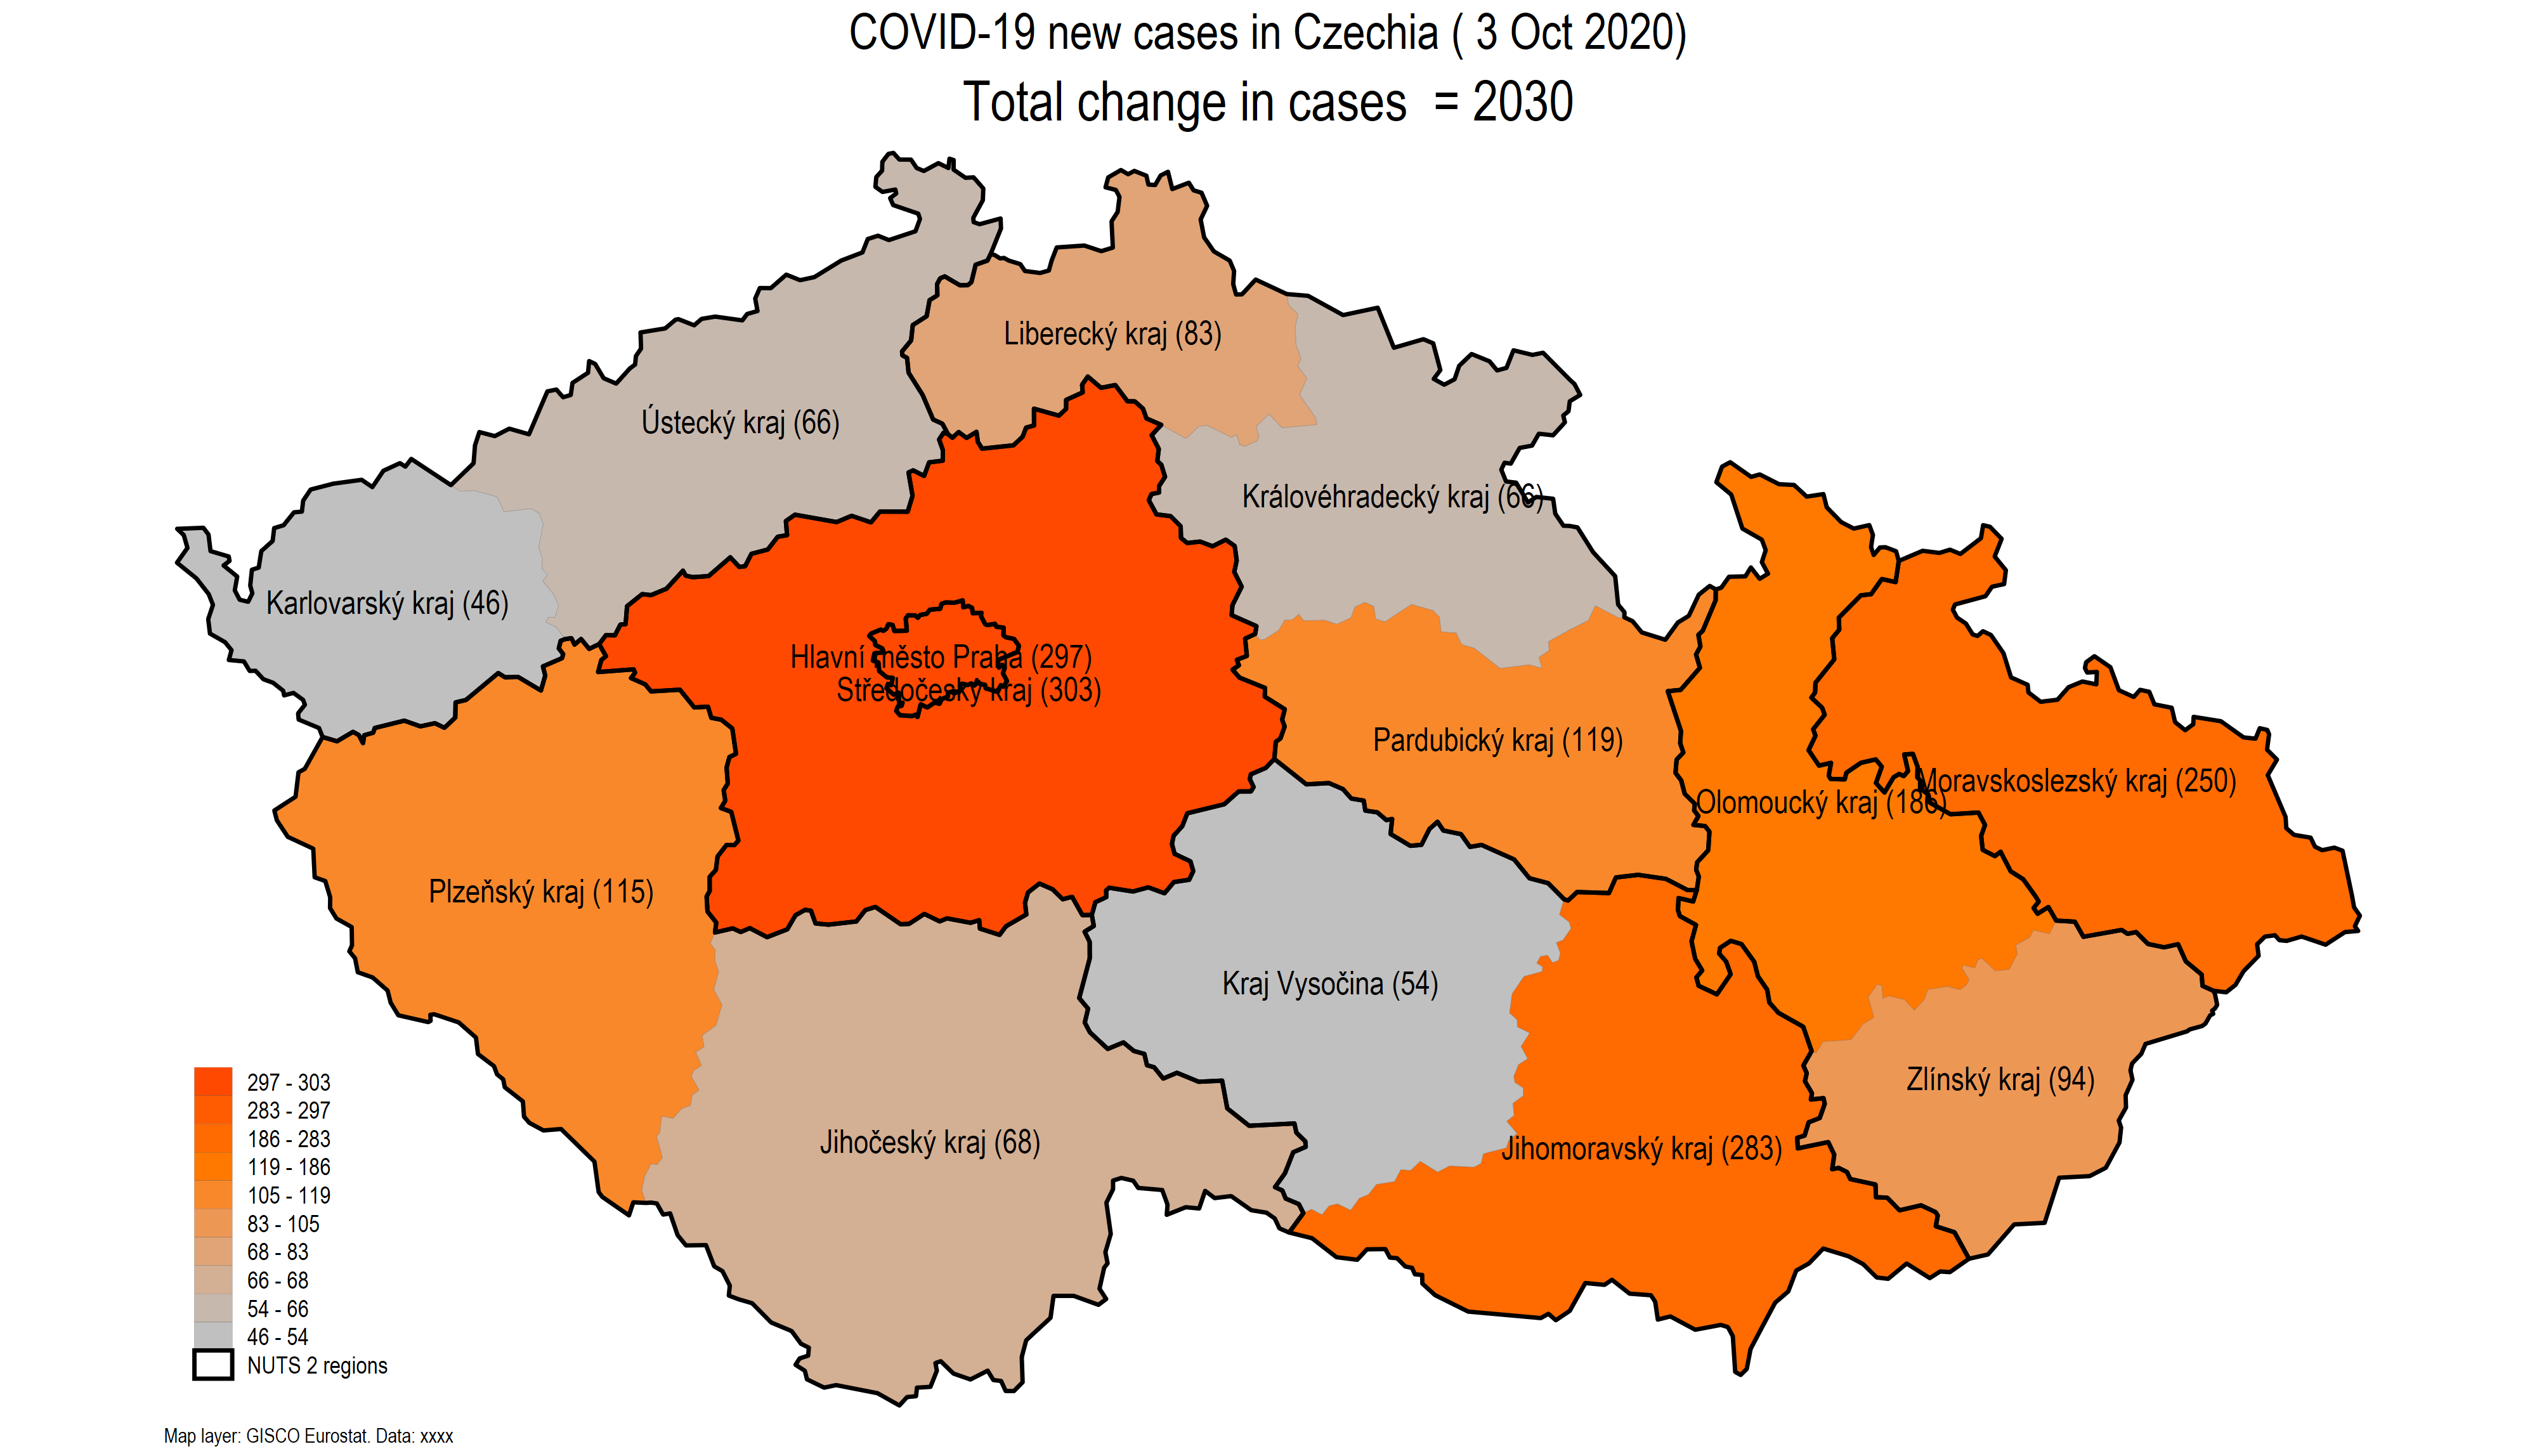 COVID-19 new cases in Czechia ( 3 Oct 2020)
Total change in cases = 2030
Liberecký kraj (83)
Ústecký kraj (66)
Královéhradecký kraj (66)
Karlovarský kraj (46)
Hlavní město Praha (297)
Středočeský kraj (303)
Pardubický kraj (119)
Moravskoslezský kraj (250)
Olomoucký kraj (186)
Plzeňský kraj (115)
Kraj Vysočina (54)
Zlínský kraj (94)
Jihočeský kraj (68)
Jihomoravský kraj (283)
297 - 303
283 - 297
186 - 283
119 - 186
105 - 119
83 - 105
68 - 83
66 - 68
54 - 66
46 - 54
NUTS 2 regions
Map layer: GISCO Eurostat. Data: xxxx